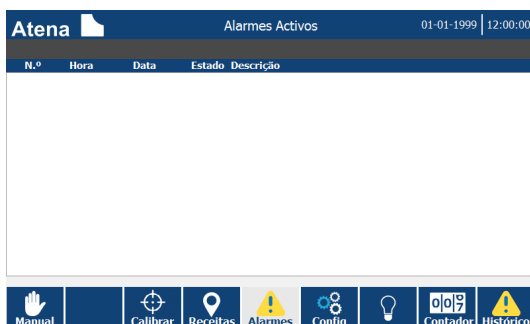 Atena Alarmes Activos 01-01-1999 12:00:00
N.º Hora Data Estado Descrição
Manual Calibrar Receitas Alarmes Config Contador Histórico